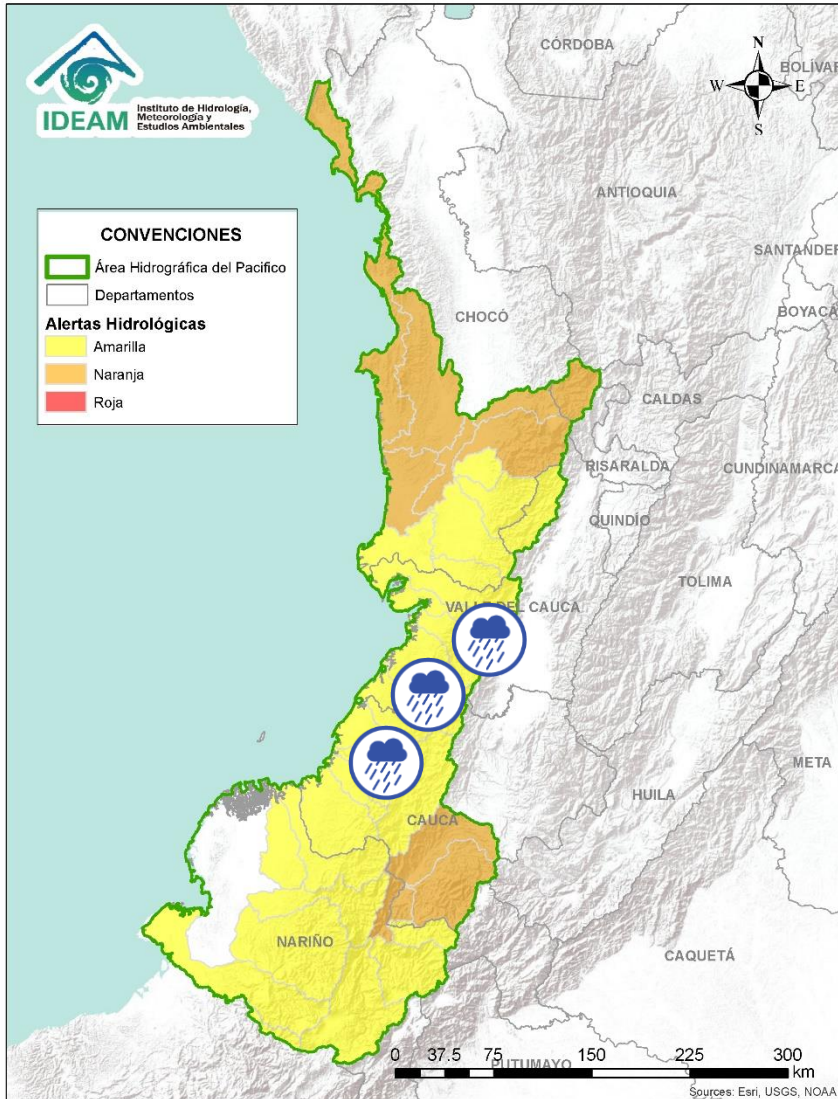 IDEAM
Instituto de Hidrología,
Meteorología y
Estudios Ambientales
N
W E
S
CÓRDOBA
BOLÍVAR
ANTIOQUIA
SANTANDER
BOYACÁ
CHOCÓ
CALDAS
RISARALDA
CUNDINAMARCA
QUINDÍO
TOLIMA
VALLE DEL CAUCA
META
HUILA
CAUCA
NARIÑO
CAQUETÁ
PUTUMAYO
CONVENCIONES
Área Hidrográfica del Pacifico
Departamentos
Alertas Hidrológicas
Amarilla
Naranja
Roja
0 37.5 75 150 225 300
km
Sources: Esri, USGS, NOAA